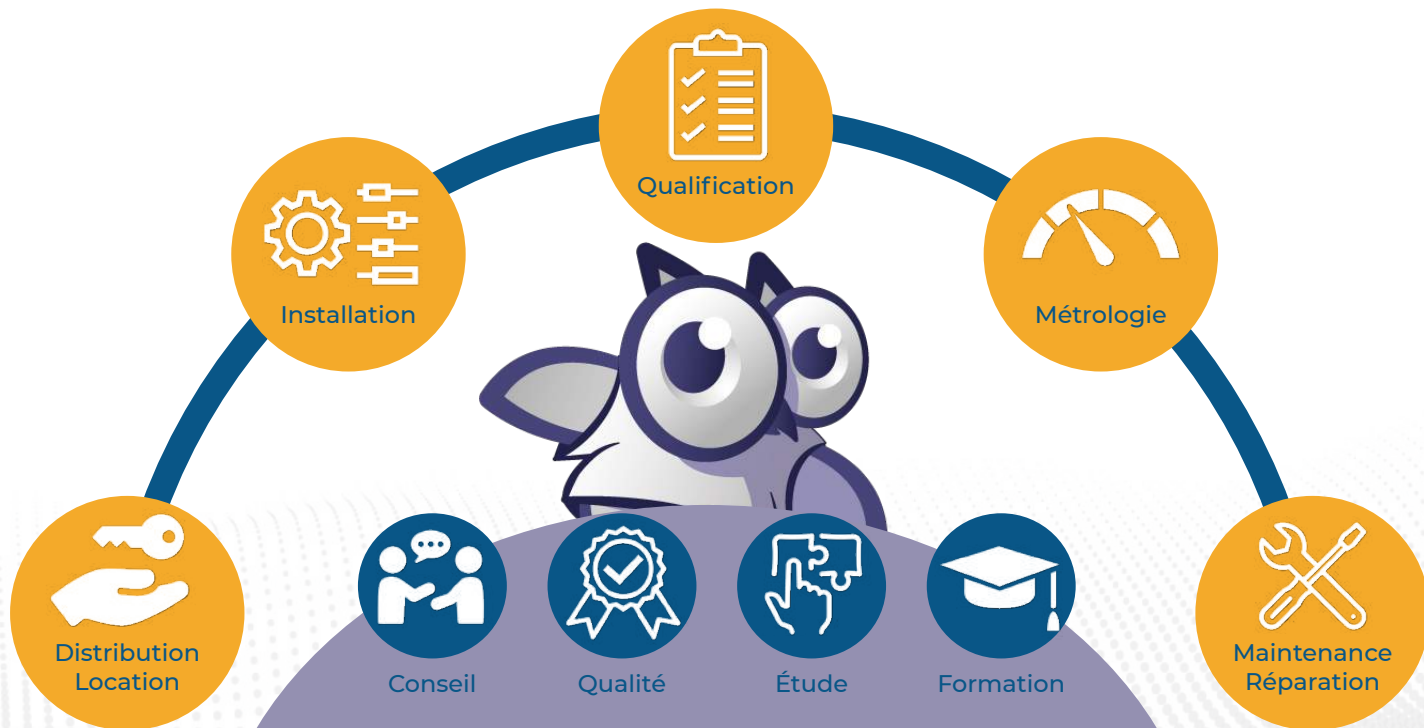 Qualification
Installation
Métrologie
Distribution
Location
Conseil
Qualité
Étude
Formation
Maintenance
Réparation